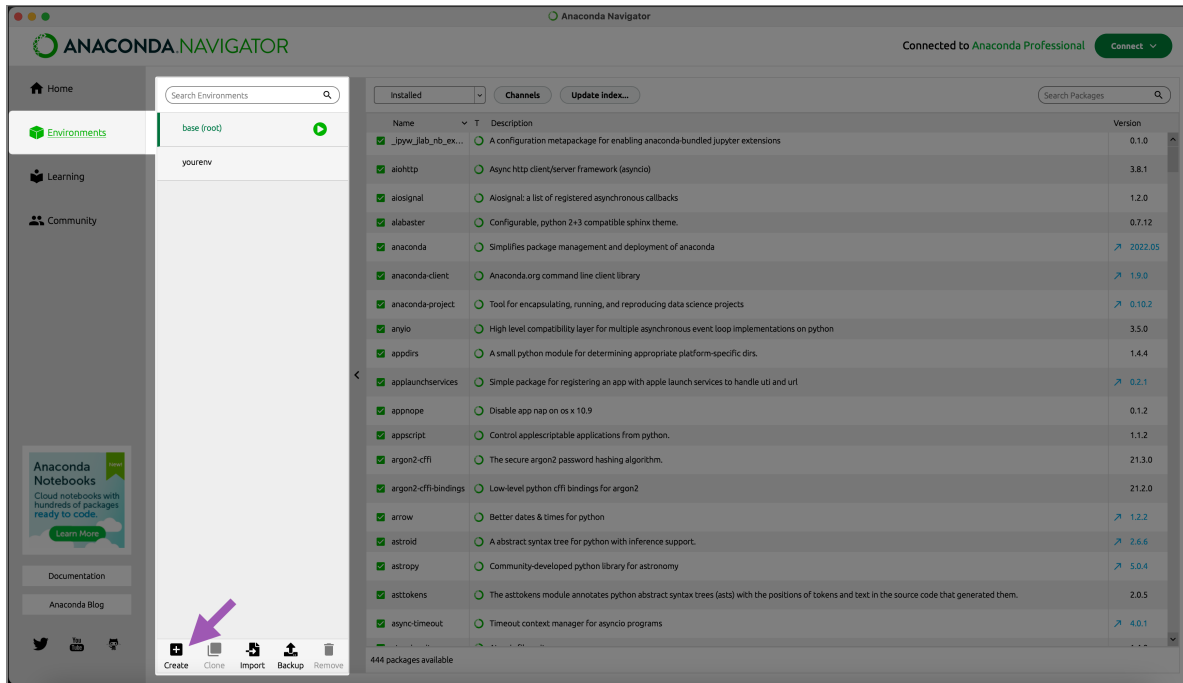 Anaconda Navigator
ANACONDA.NAVIGATOR
Connected to Anaconda Professional
Connect
Home
Environments
Learning
Community
Anaconda Notebooks
Cloud notebooks with
hundreds of packages
ready to code.
Learn More
Documentation
Anaconda Blog
You
Tube
Search Environments
base (root)
yourenv
Create Clone Import Backup Remove
Installed Channels Update index... Search Packages
Name T Description Version
_ipyw_jlab_nb_ex... A configuration metapackage for enabling anaconda-bundled jupyter extensions 0.1.0
aiohttp Async http client/server framework (asyncio) 3.8.1
aiosignal Aiosignal: a list of registered asynchronous callbacks 1.2.0
alabaster Configurable, python 2+3 compatible sphinx theme. 0.7.12
anaconda Simplifies package management and deployment of anaconda 2022.05
anaconda-client Anaconda.org command line client library 1.9.0
anaconda-project Tool for encapsulating, running, and reproducing data science projects 0.10.2
anyio High level compatibility layer for multiple asynchronous event loop implementations on python 3.5.0
appdirs A small python module for determining appropriate platform-specific dirs. 1.4.4
applaunchservices Simple package for registering an app with apple launch services to handle uti and url 0.2.1
appnope Disable app nap on os x 10.9 0.1.2
appscript Control applescriptable applications from python. 1.1.2
argon2-cffi The secure argon2 password hashing algorithm. 21.3.0
argon2-cffi-bindings Low-level python cffi bindings for argon2 21.2.0
arrow Better dates & times for python 1.2.2
astroid A abstract syntax tree for python with inference support. 2.6.6
astropy Community-developed python library for astronomy 5.0.4
asttokens The asttokens module annotates python abstract syntax trees (asts) with the positions of tokens and text in the source code that generated them. 2.0.5
async-timeout Timeout context manager for asyncio programs 4.0.1
444 packages available